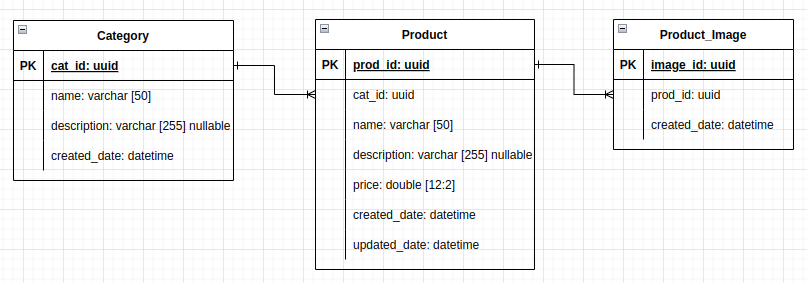 Category
PK cat_id: uuid
name: varchar [50]
description: varchar [255] nullable
created_date: datetime
Product
PK prod_id: uuid
cat_id: uuid
name: varchar [50]
description: varchar [255] nullable
price: double [12:2]
created_date: datetime
updated_date: datetime
Product_Image
PK image_id: uuid
prod_id: uuid
created_date: datetime